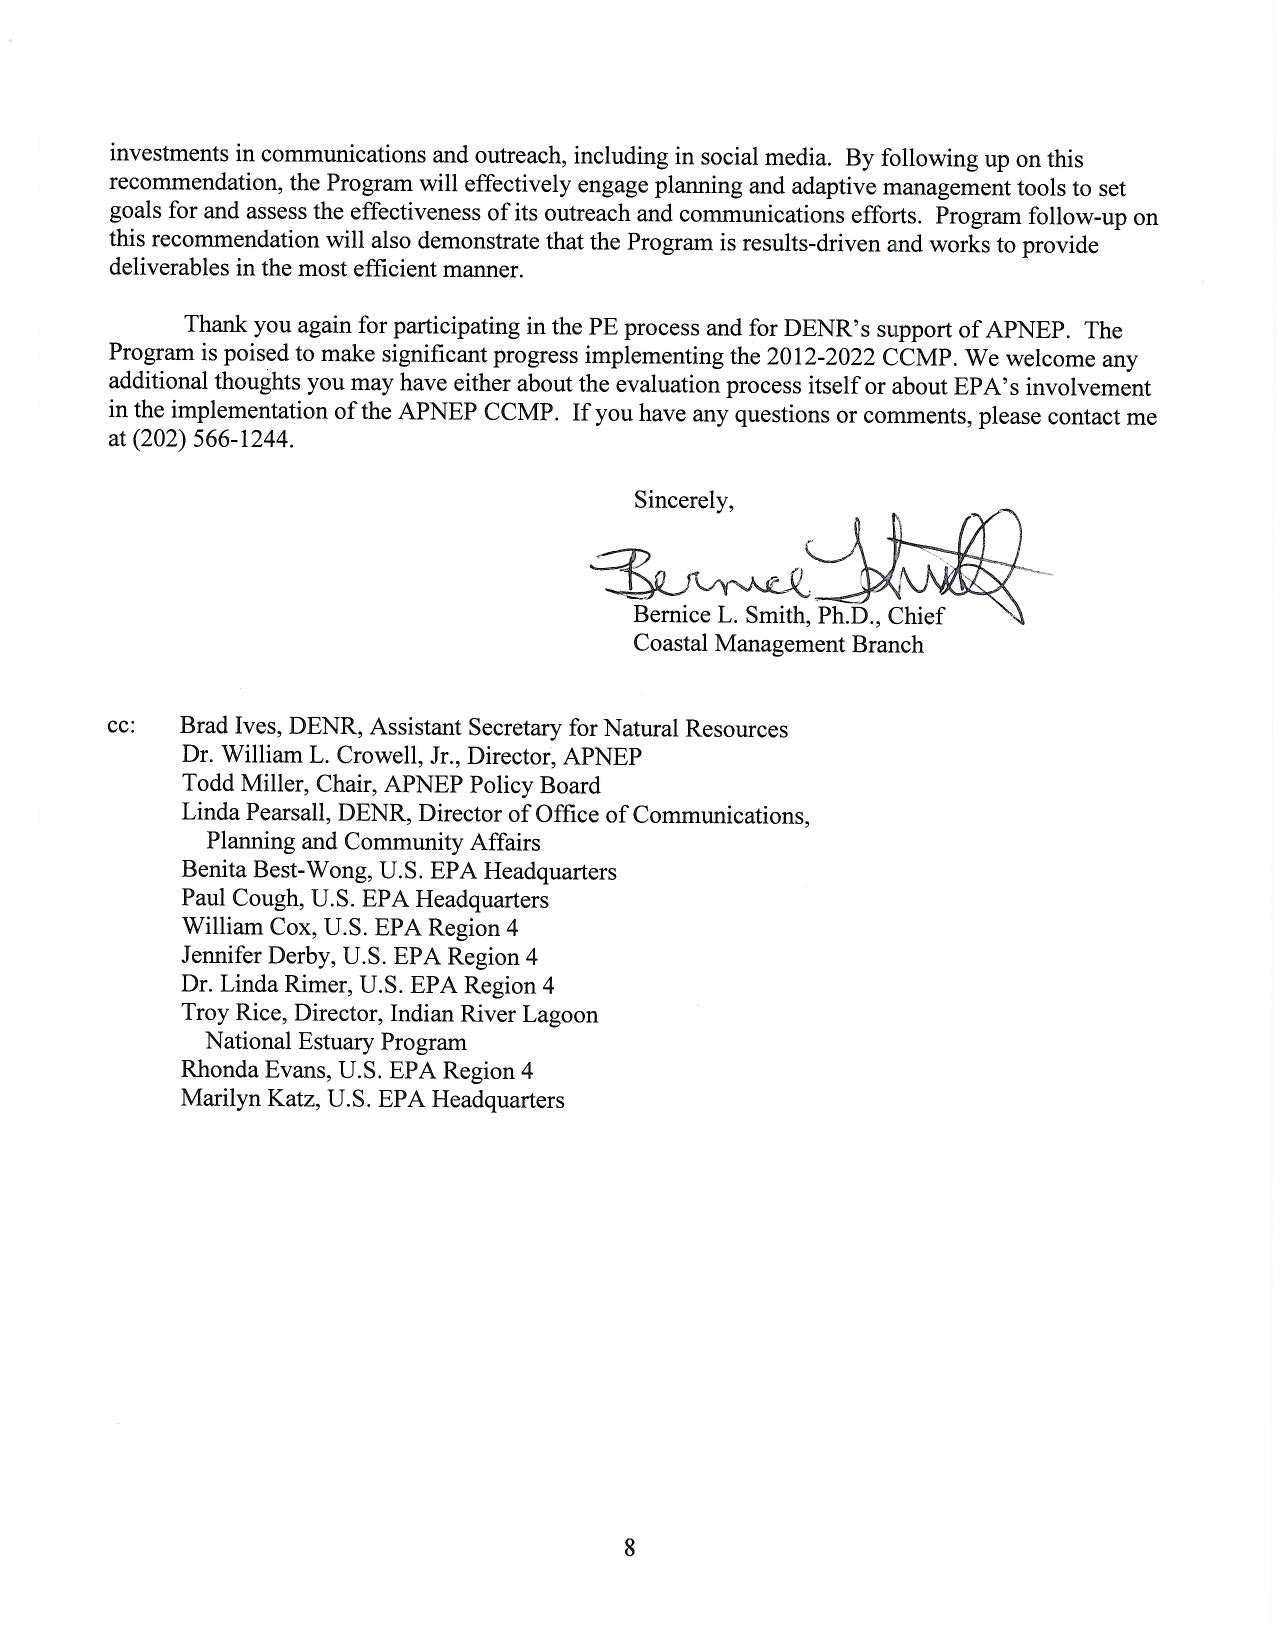 investments in communications and outreach, including in social media. By following up on this
recommendation, the Program will effectively engage planning and adaptive management tools to set
goals for and assess the effectiveness of its outreach and communications efforts. Program follow-up on
this recommendation will also demonstrate that the Program is results-driven and works to provide
deliverables in the most efficient manner.
Thank you again for participating in the PE process and for DENR's support of APNEP. The
Program is poised to make significant progress implementing the 2012-2022 CCMP. We welcome any
additional thoughts you may have either about the evaluation process itself or about EPA's involvement
in the implementation of the APNEP CCMP. If you have any questions or comments, please contact me
at (202) 566-1244.
Sincerely,
Bernice Smith
Bernice L. Smith, Ph.D., Chief
Coastal Management Branch
cc: Brad Ives, DENR, Assistant Secretary for Natural Resources
Dr. William L. Crowell, Jr., Director, APNEP
Todd Miller, Chair, APNEP Policy Board
Linda Pearsall, DENR, Director of Office of Communications,
Planning and Community Affairs
Benita Best-Wong, U.S. EPA Headquarters
Paul Cough, U.S. EPA Headquarters
William Cox, U.S. EPA Region 4
Jennifer Derby, U.S. EPA Region 4
Dr. Linda Rimer, U.S. EPA Region 4
Troy Rice, Director, Indian River Lagoon
National Estuary Program
Rhonda Evans, U.S. EPA Region 4
Marilyn Katz, U.S. EPA Headquarters
8